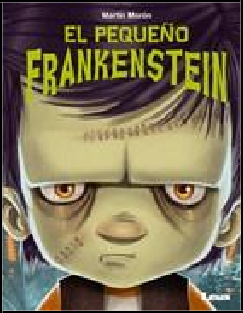 Martín Morón
EL PEQUEÑO
FRANKENSTEIN